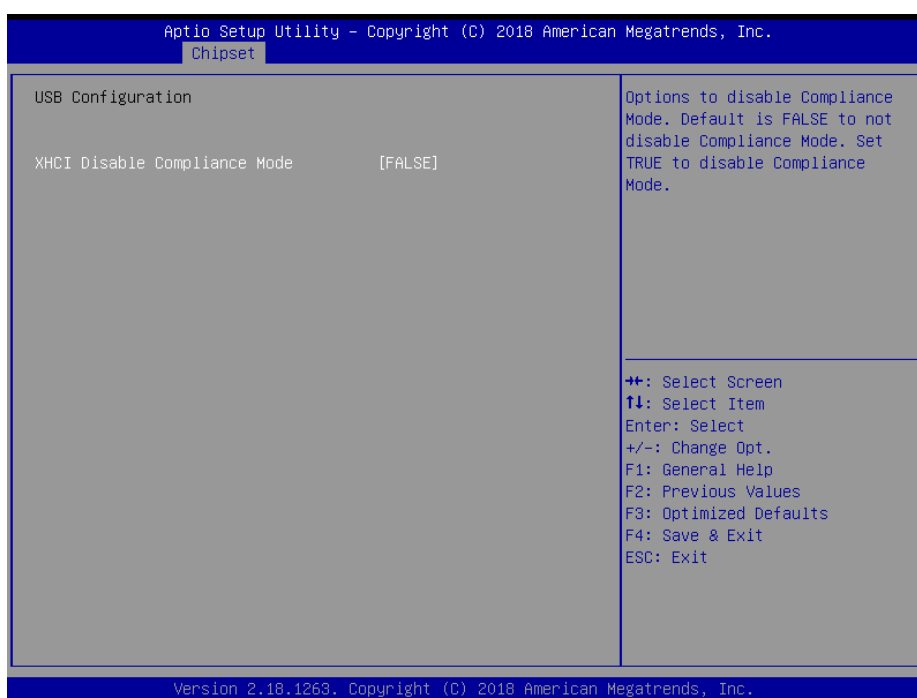 Aptio Setup Utility – Copyright (C) 2018 American Megatrends, Inc.
Chipset
USB Configuration
XHCI Disable Compliance Mode [FALSE]
Options to disable Compliance
Mode. Default is FALSE to not
disable Compliance Mode. Set
TRUE to disable Compliance
Mode.
→←: Select Screen
↑↓: Select Item
Enter: Select
+/-: Change Opt.
F1: General Help
F2: Previous Values
F3: Optimized Defaults
F4: Save & Exit
ESC: Exit
Version 2.18.1263. Copyright (C) 2018 American Megatrends, Inc.